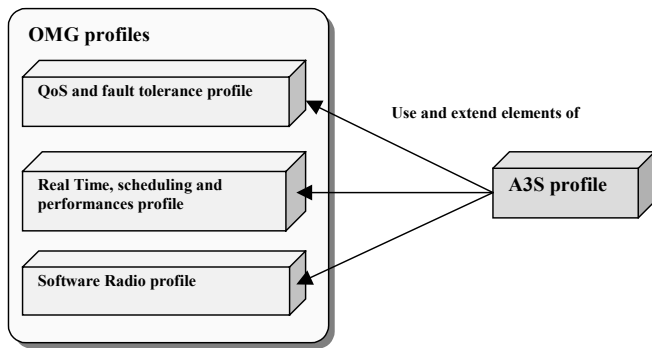 OMG profiles
QoS and fault tolerance profile
Use and extend elements of
Real Time, scheduling and
performances profile
A3S profile
Software Radio profile